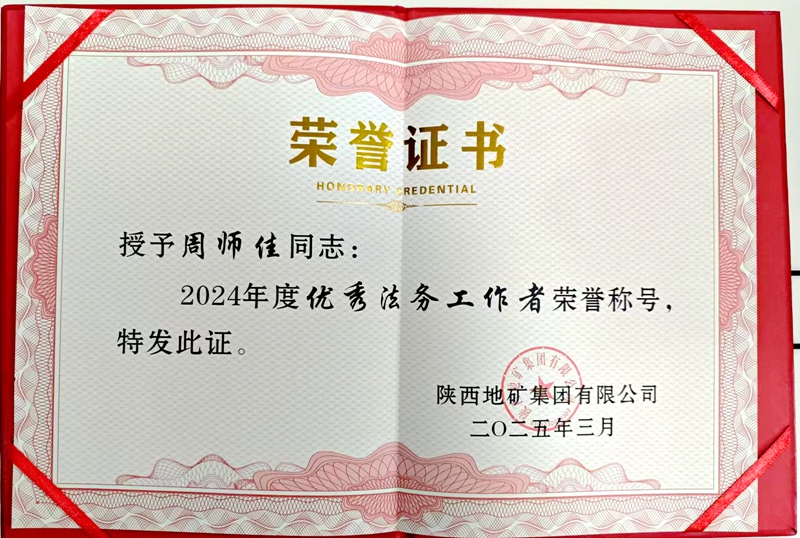 荣誉证书
HONORARY CREDENTIAL
授予周师佳同志：
2024年度优秀法务工作者荣誉称号，
特发此证。
陕西地矿集团有限公司
二〇二五年三月